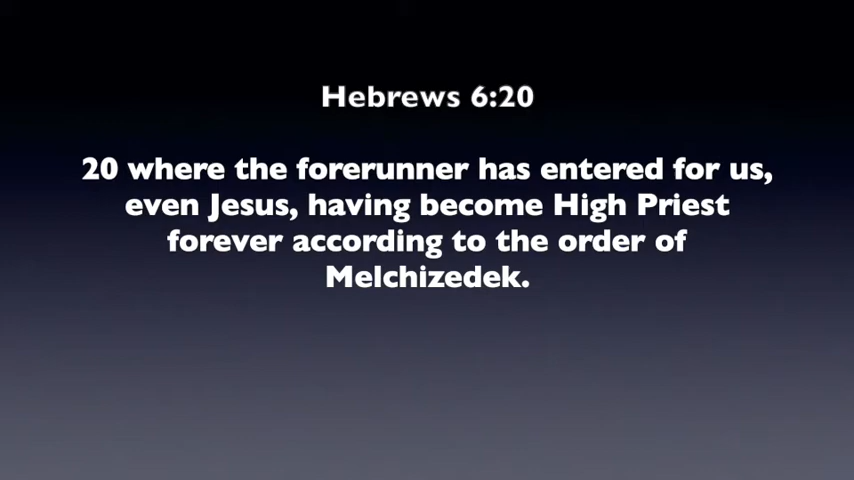 Hebrews 6:20
20 where the forerunner has entered for us,
even Jesus, having become High Priest
forever according to the order of
Melchizedek.